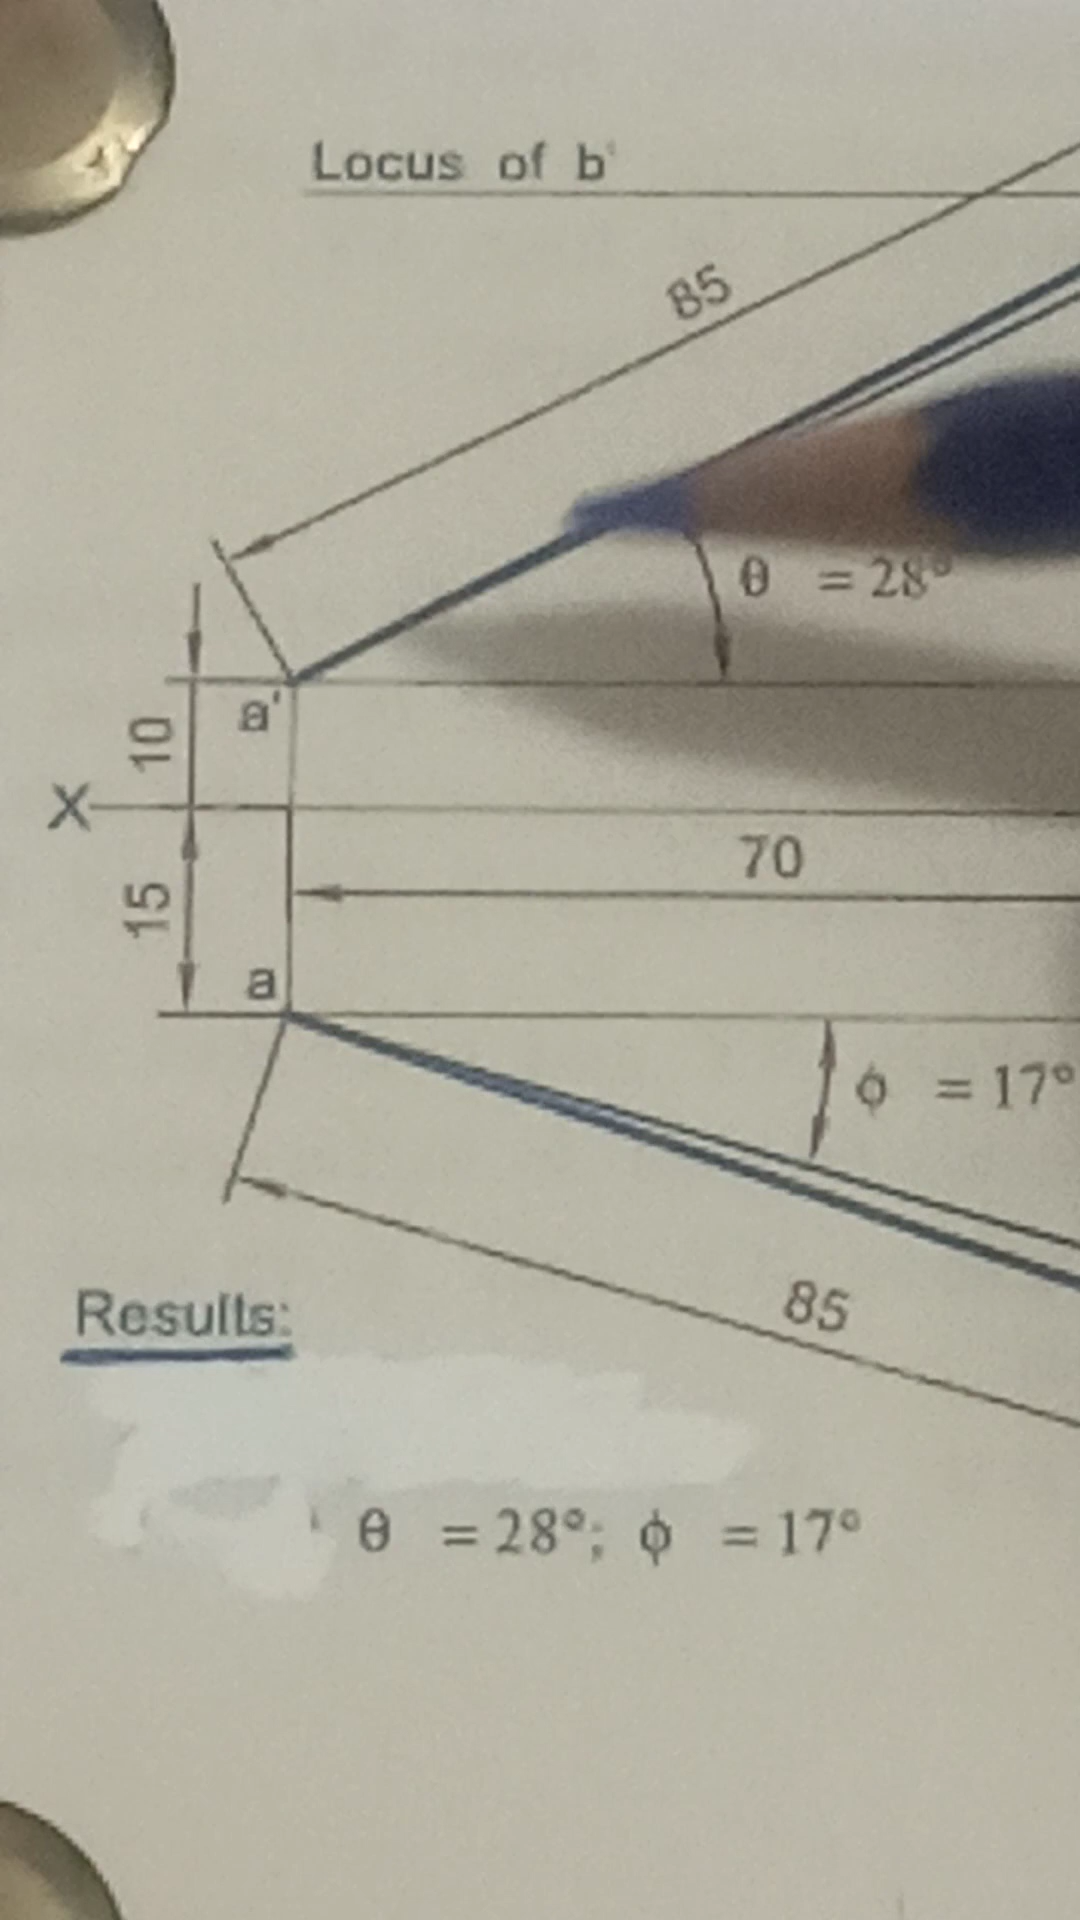 Locus of b'
85
θ = 28°
a'
10
X
70
15
a
ϕ = 17°
85
Results:
θ = 28°; ϕ = 17°